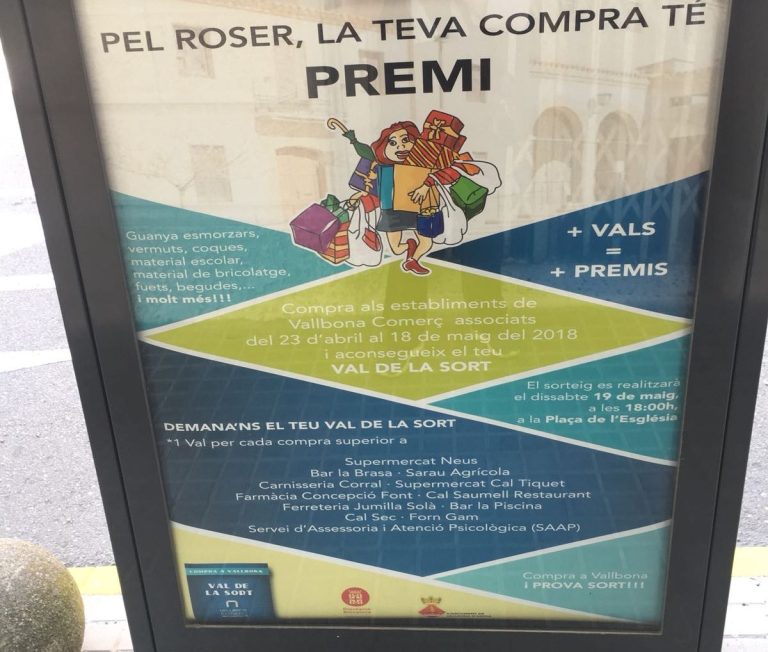 PEL ROSER, LA TEVA COMPRA TÉ
PREMI
Guanya esmorzars,
vermuts, coques,
material escolar,
material de bricolatge,
fuets, begudes,...
i molt més!!!
+ VALS
=
+ PREMIS
Compra als establiments de
Vallbona Comerç associats
del 23 d'abril al 18 de maig del 2018
i aconsegueix el teu
VAL DE LA SORT
El sorteig es realitzarà
el dissabte 19 de maig,
a les 18:00h,
a la Plaça de l'Església
DEMANA'NS EL TEU VAL DE LA SORT
*1 Val per cada compra superior a
Supermercat Neus
Bar la Brasa · Sarau Agrícola
Carnisseria Corral · Supermercat Cal Tiquet
Farmàcia Concepció Font · Cal Saumell Restaurant
Ferreteria Jumilla Solà · Bar la Piscina
Cal Sec · Forn Gam
Servei d'Assessoria i Atenció Psicològica (SAAP)
Compra a Vallbona
i PROVA SORT!!!
COMPRA A VALLBONA
VAL DE
LA SORT